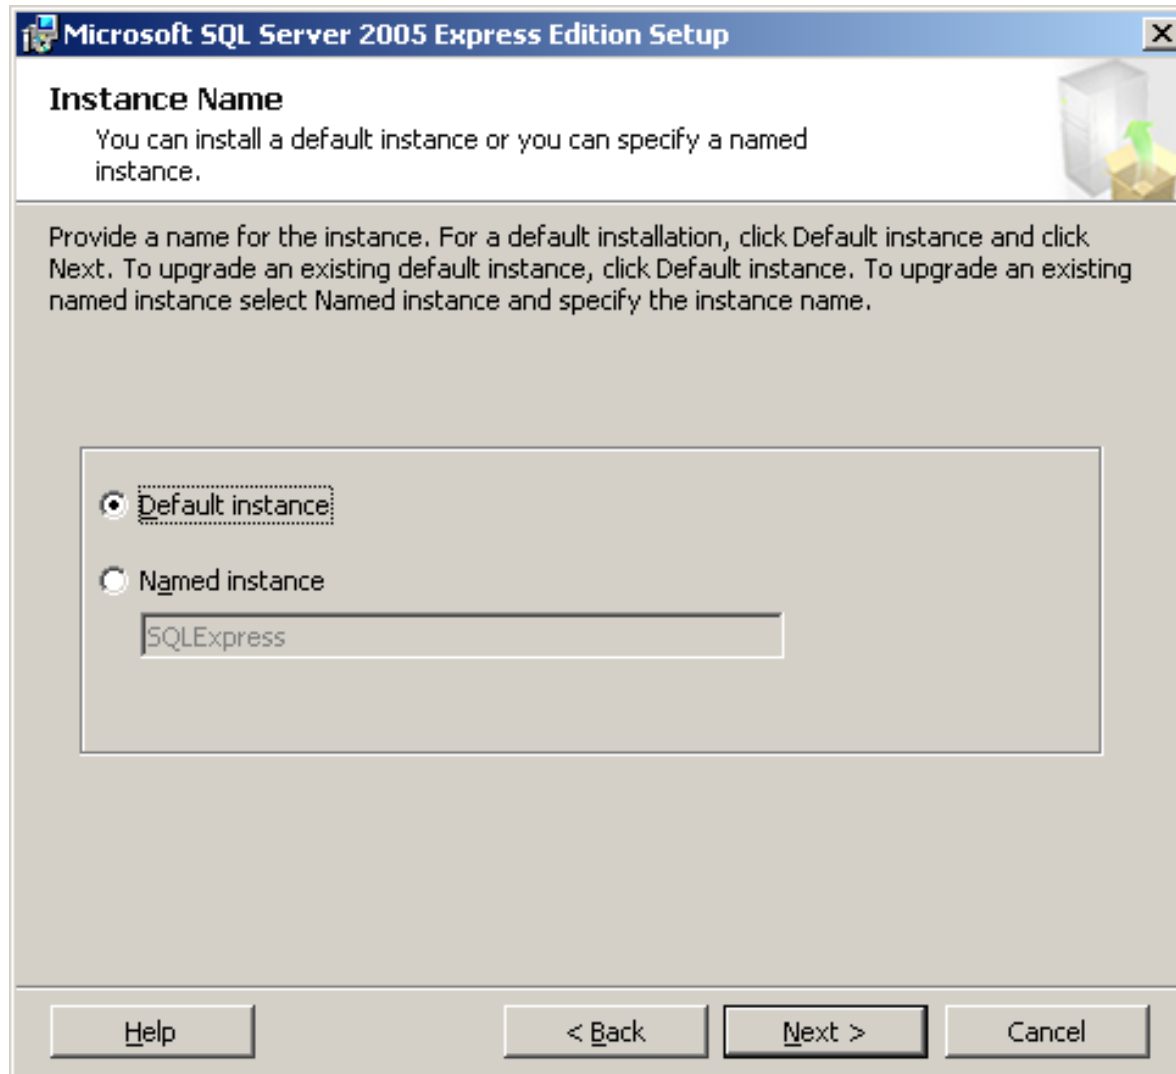 Microsoft SQL Server 2005 Express Edition Setup
Instance Name
You can install a default instance or you can specify a named
instance.
Provide a name for the instance. For a default installation, click Default instance and click
Next. To upgrade an existing default instance, click Default instance. To upgrade an existing
named instance select Named instance and specify the instance name.
Default instance
Named instance
SQLExpress
Help
< Back
Next >
Cancel